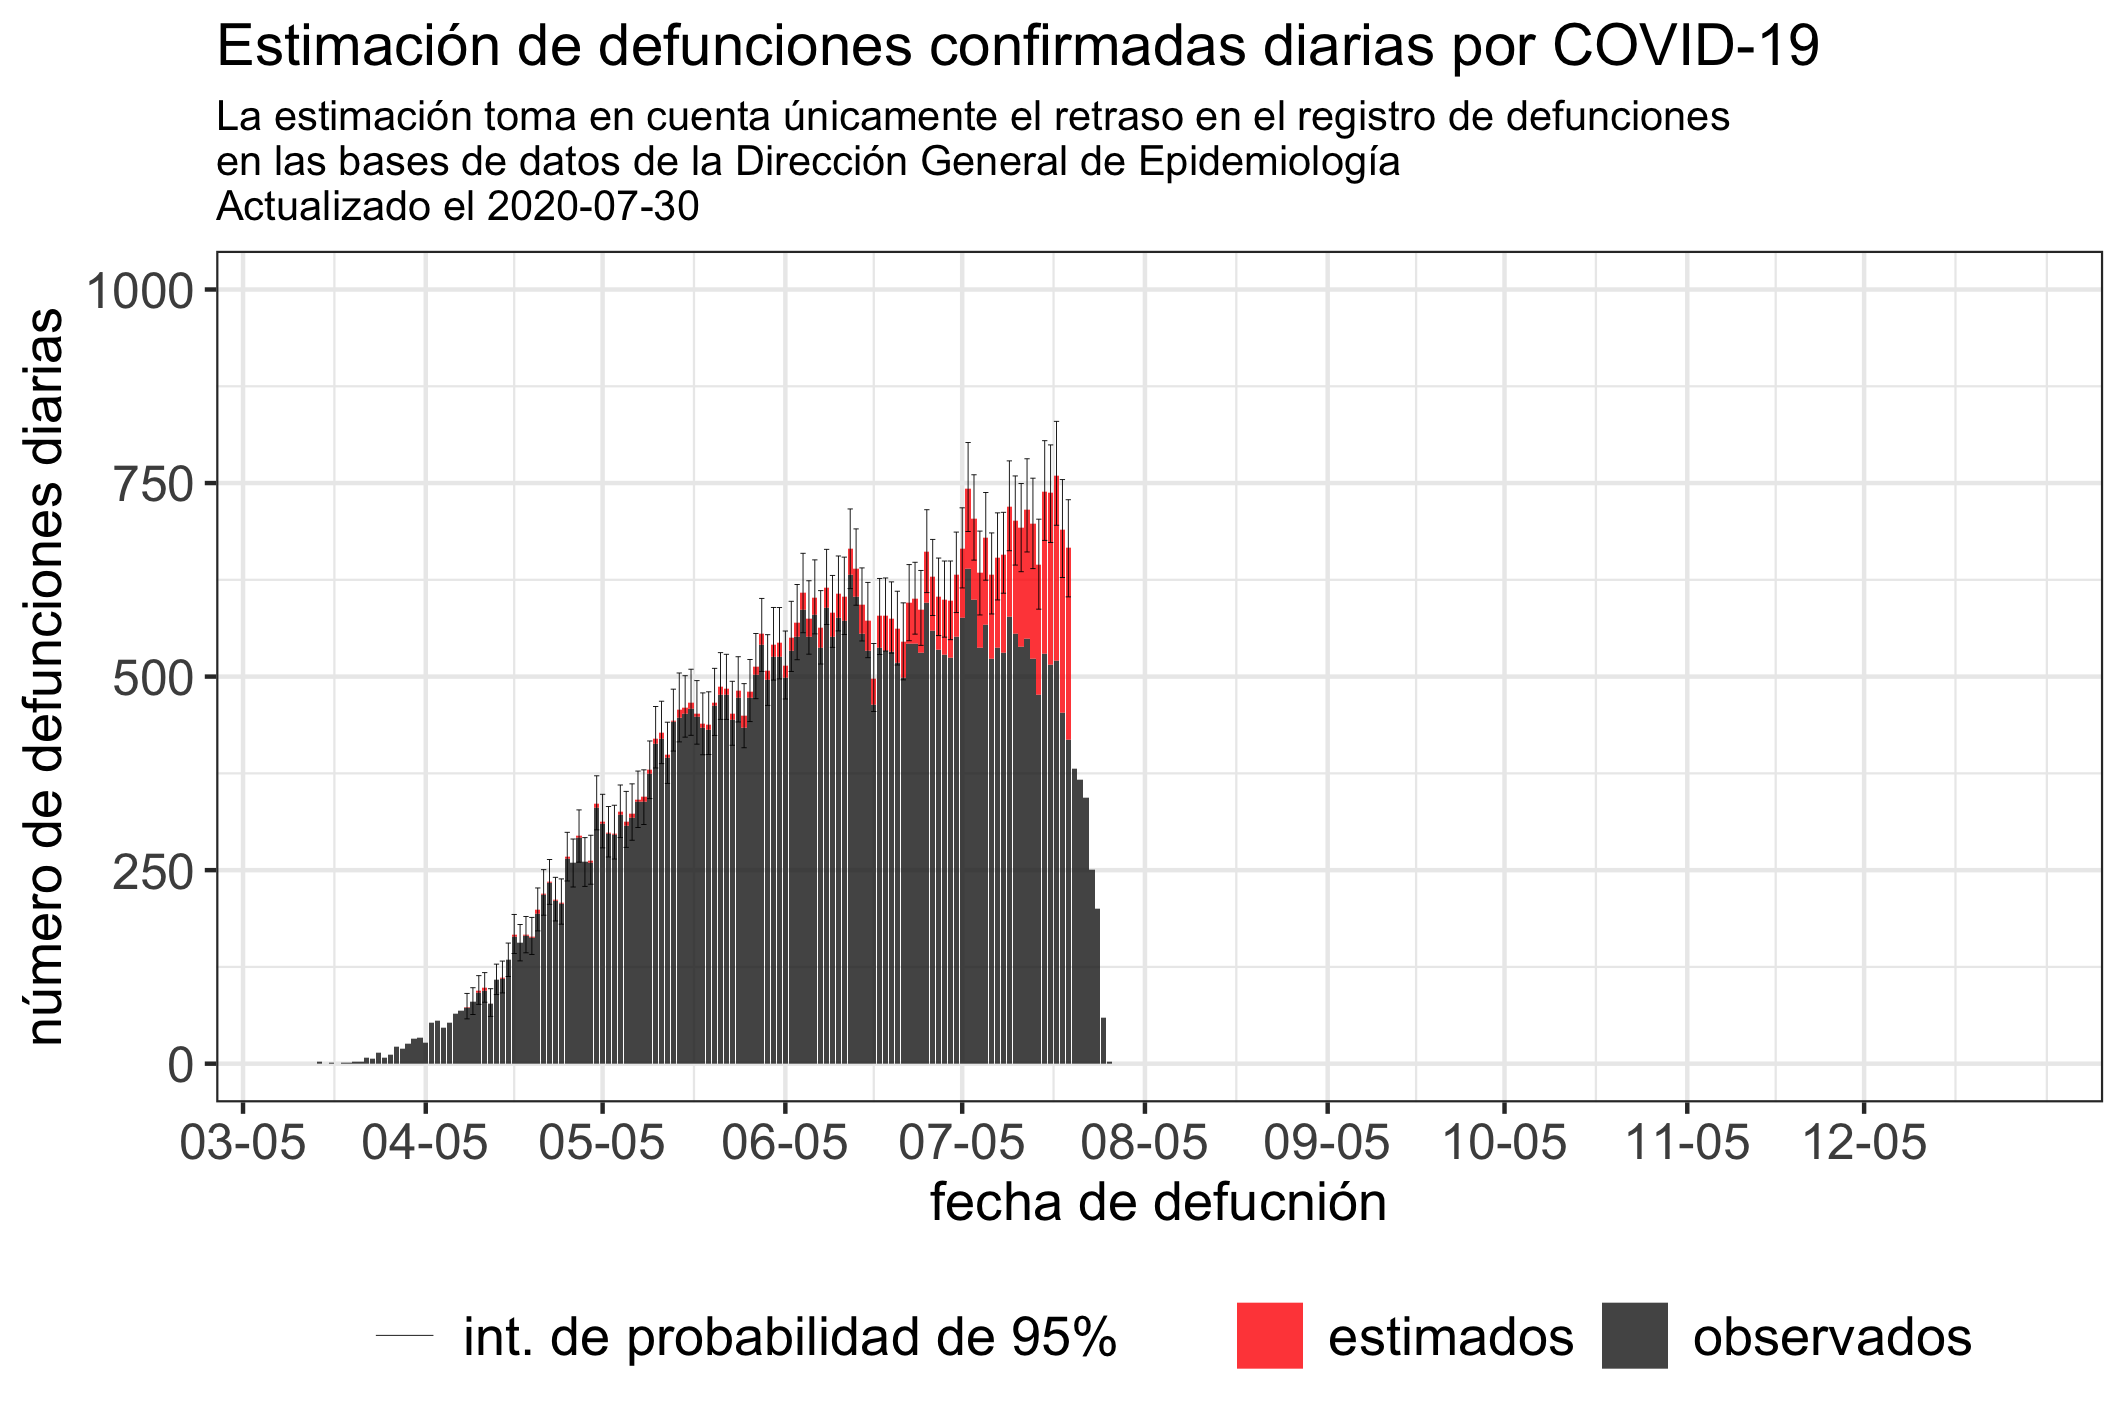 Estimación de defunciones confirmadas diarias por COVID-19
La estimación toma en cuenta únicamente el retraso en el registro de defunciones
en las bases de datos de la Dirección General de Epidemiología
Actualizado el 2020-07-30
número de defunciones diarias
1000
750
500
250
0
03-05 04-05 05-05 06-05 07-05 08-05 09-05 10-05 11-05 12-05
fecha de defucnión
int. de probabilidad de 95% estimados observados